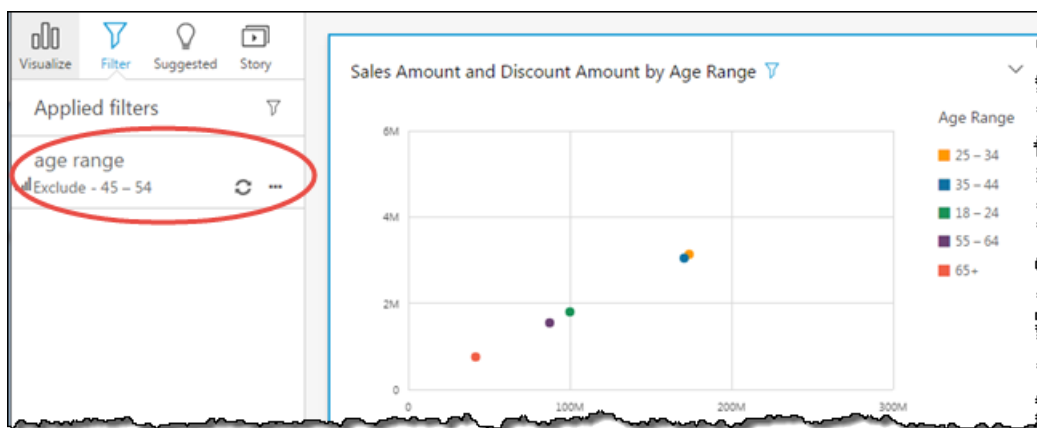 Visualize
Filter
Suggested
Story
Applied filters
age range
Exclude - 45 – 54
Sales Amount and Discount Amount by Age Range
6M
4M
2M
0
0
100M
200M
300M
Age Range
25 – 34
35 – 44
18 – 24
55 – 64
65+